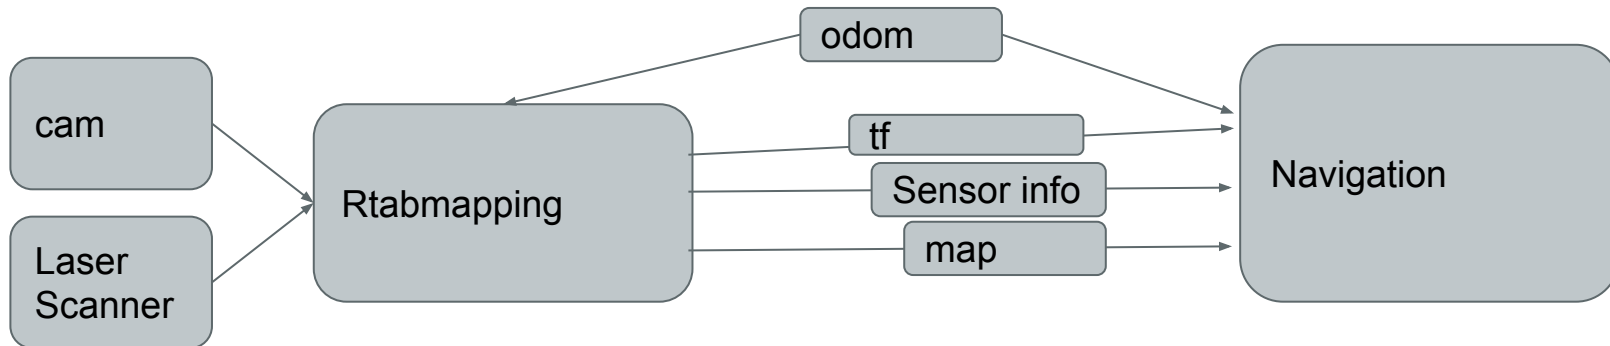 odom
cam
tf
Sensor info
Rtabmapping
Navigation
map
Laser
Scanner